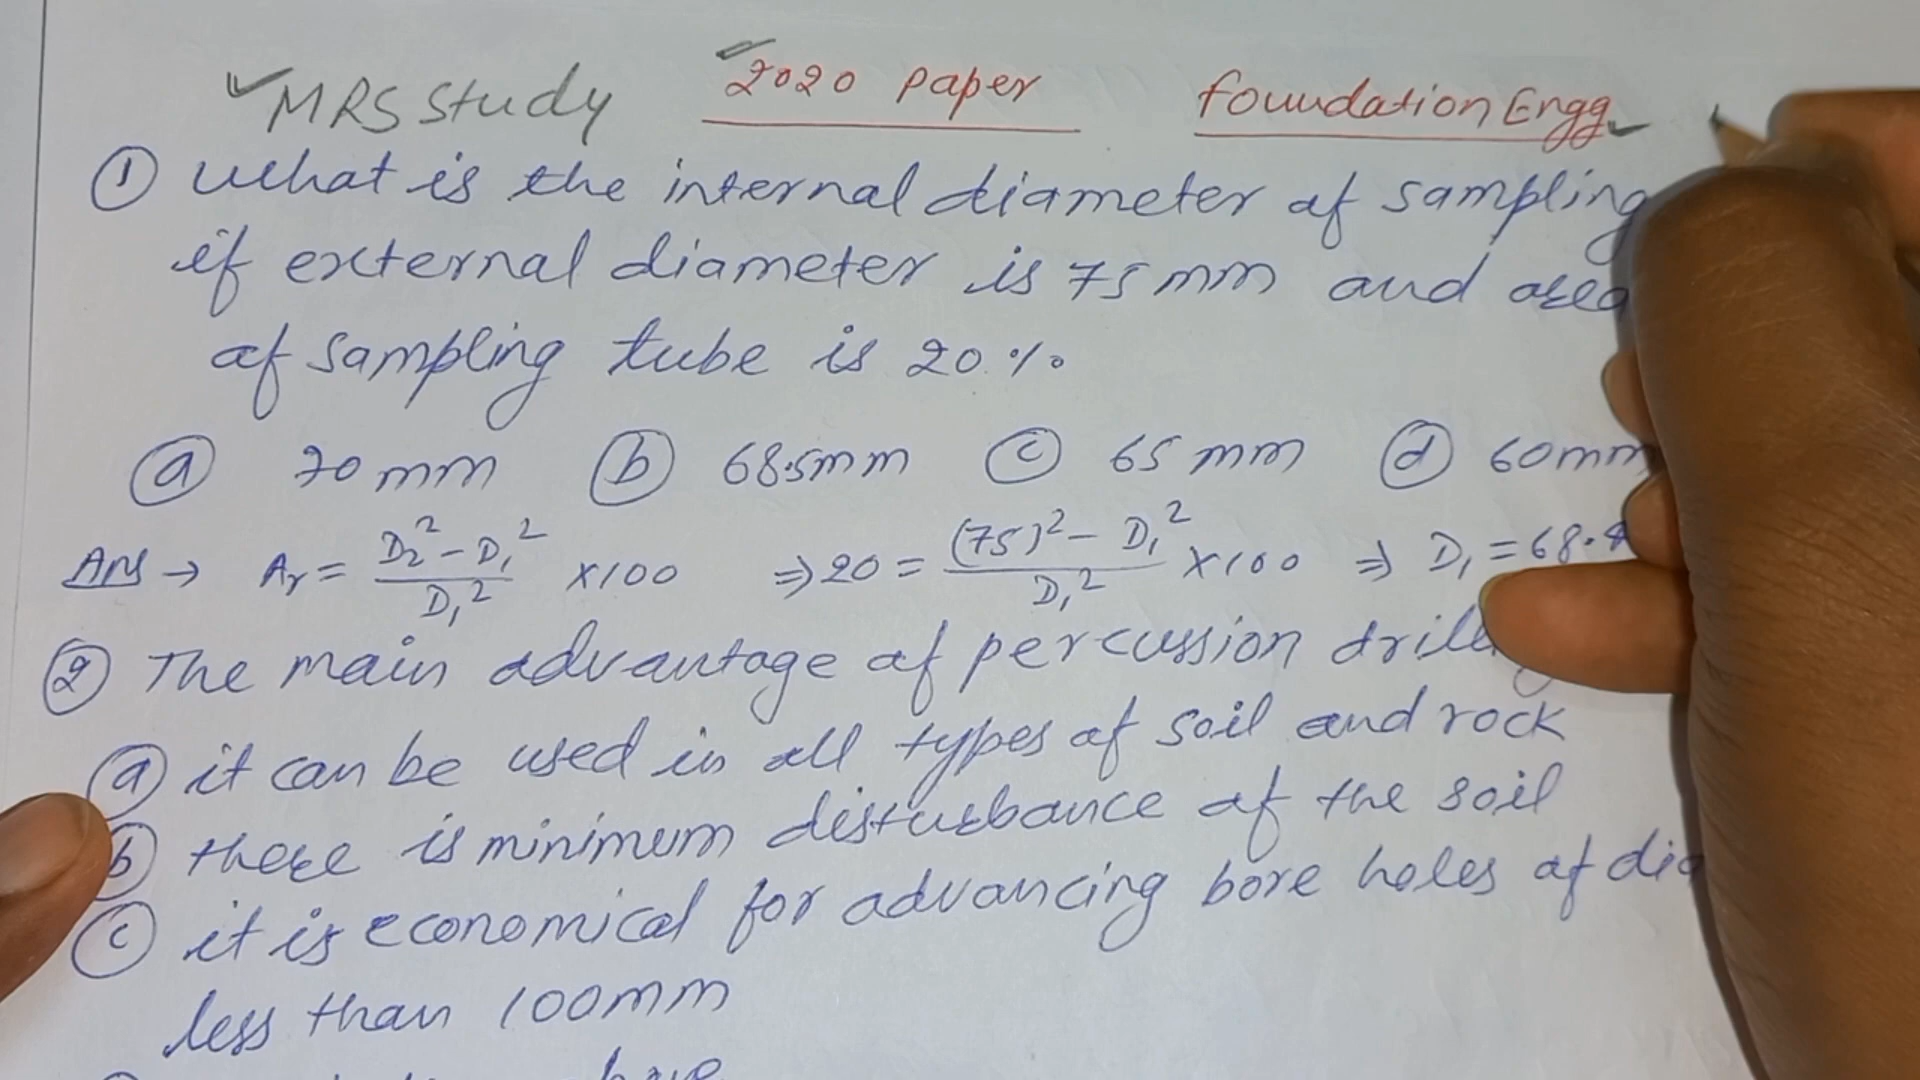 MRS Study 2020 paper foundation Engg
① what is the internal diameter of sampling
if external diameter is 75 mm and area
of sampling tube is 20%
ⓐ 70 mm ⓑ 68.5mm ⓒ 65 mm ⓓ 60mm
Ans → Ar = D₂² - D₁² / D₁² × 100 ⇒ 20 = (75)² - D₁² / D₁² × 100 ⇒ D₁ = 68.4
② The main advantage of percussion
ⓐ it can be used in all types of soil and rock
ⓑ there is minimum disturbance of the soil
ⓒ it is economical for advancing bore holes of dia
less than 100mm